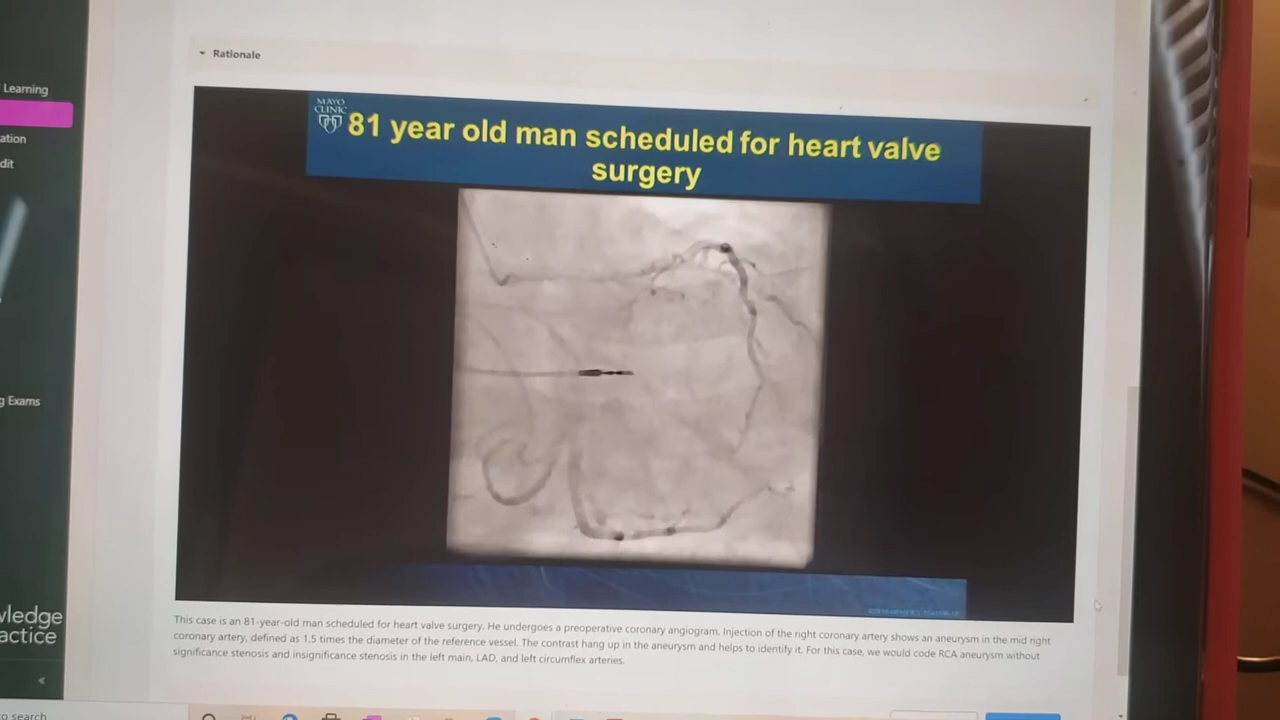 Rationale
Learning
MAYO
CLINIC
81 year old man scheduled for heart valve
surgery
ation
dit
g Exams
wledge
actice
This case is an 81-year-old man scheduled for heart valve surgery. He undergoes a preoperative coronary angiogram. Injection of the right coronary artery shows an aneurysm in the mid right
coronary artery, defined as 1.5 times the diameter of the reference vessel. The contrast hang up in the aneurysm and helps to identify it. For this case, we would code RCA aneurysm without
significance stenosis and insignificance stenosis in the left main, LAD, and left circumflex arteries.
o search